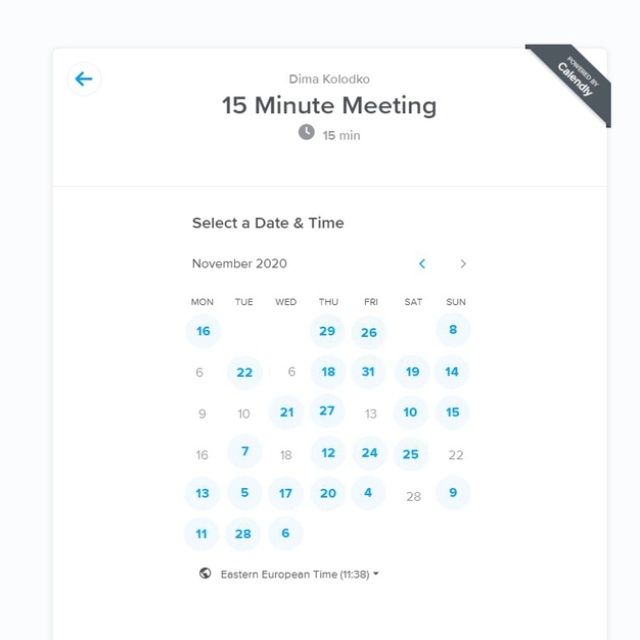 POWERED BY
Calendly
Dima Kolodko
15 Minute Meeting
15 min
Select a Date & Time
November 2020
MON TUE WED THU FRI SAT SUN
16 29 26 8
6 22 6 18 31 19 14
9 10 21 27 13 10 15
16 7 18 12 24 25 22
13 5 17 20 4 28 9
11 28 6
Eastern European Time (11:38)